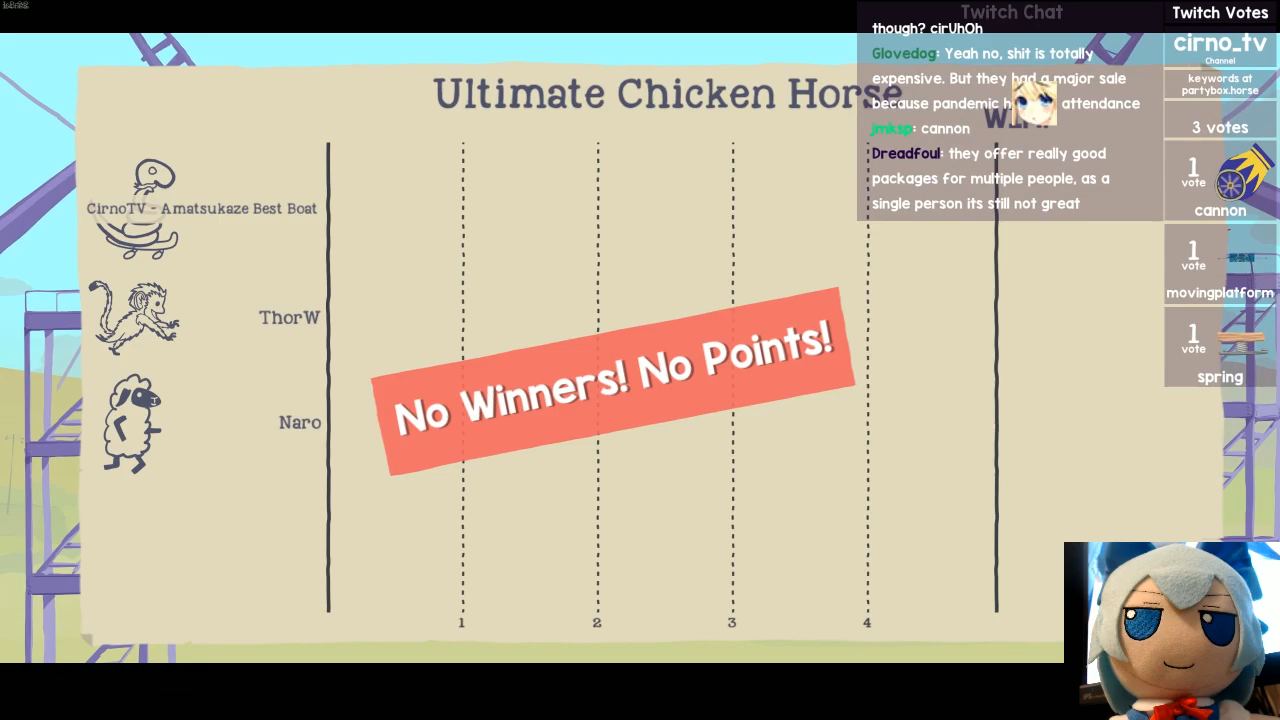 Twitch Chat
Twitch Votes
though? cirUhOh
Glovedog: Yeah no, shit is totally
expensive. But they had a major sale
because pandemic h attendance
jmksp: cannon
Dreadfoul: they offer really good
packages for multiple people, as a
single person its still not great
cirno_tv
Channel
keywords at
partybox.horse
3 votes
1
vote
cannon
1
vote
movingplatform
1
vote
spring
Ultimate Chicken Horse
CirnoTV - Amatsukaze Best Boat
ThorW
Naro
No Winners! No Points!
1
2
3
4